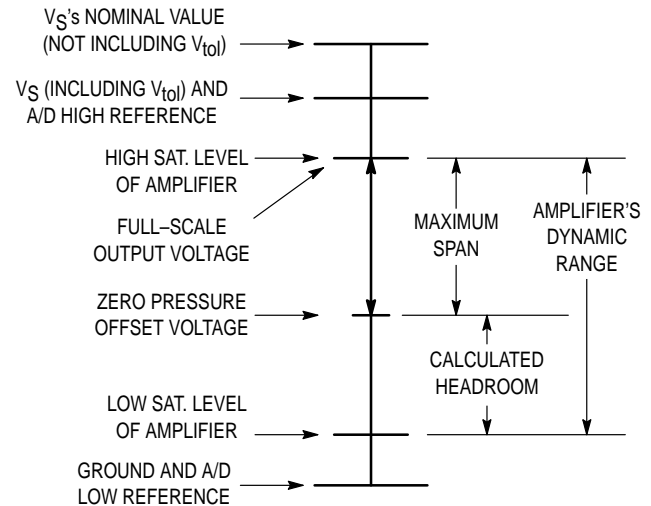 VS's NOMINAL VALUE
(NOT INCLUDING Vtol)
VS (INCLUDING Vtol) AND
A/D HIGH REFERENCE
HIGH SAT. LEVEL
OF AMPLIFIER
FULL–SCALE
OUTPUT VOLTAGE
MAXIMUM
SPAN
AMPLIFIER'S
DYNAMIC
RANGE
ZERO PRESSURE
OFFSET VOLTAGE
CALCULATED
HEADROOM
LOW SAT. LEVEL
OF AMPLIFIER
GROUND AND A/D
LOW REFERENCE